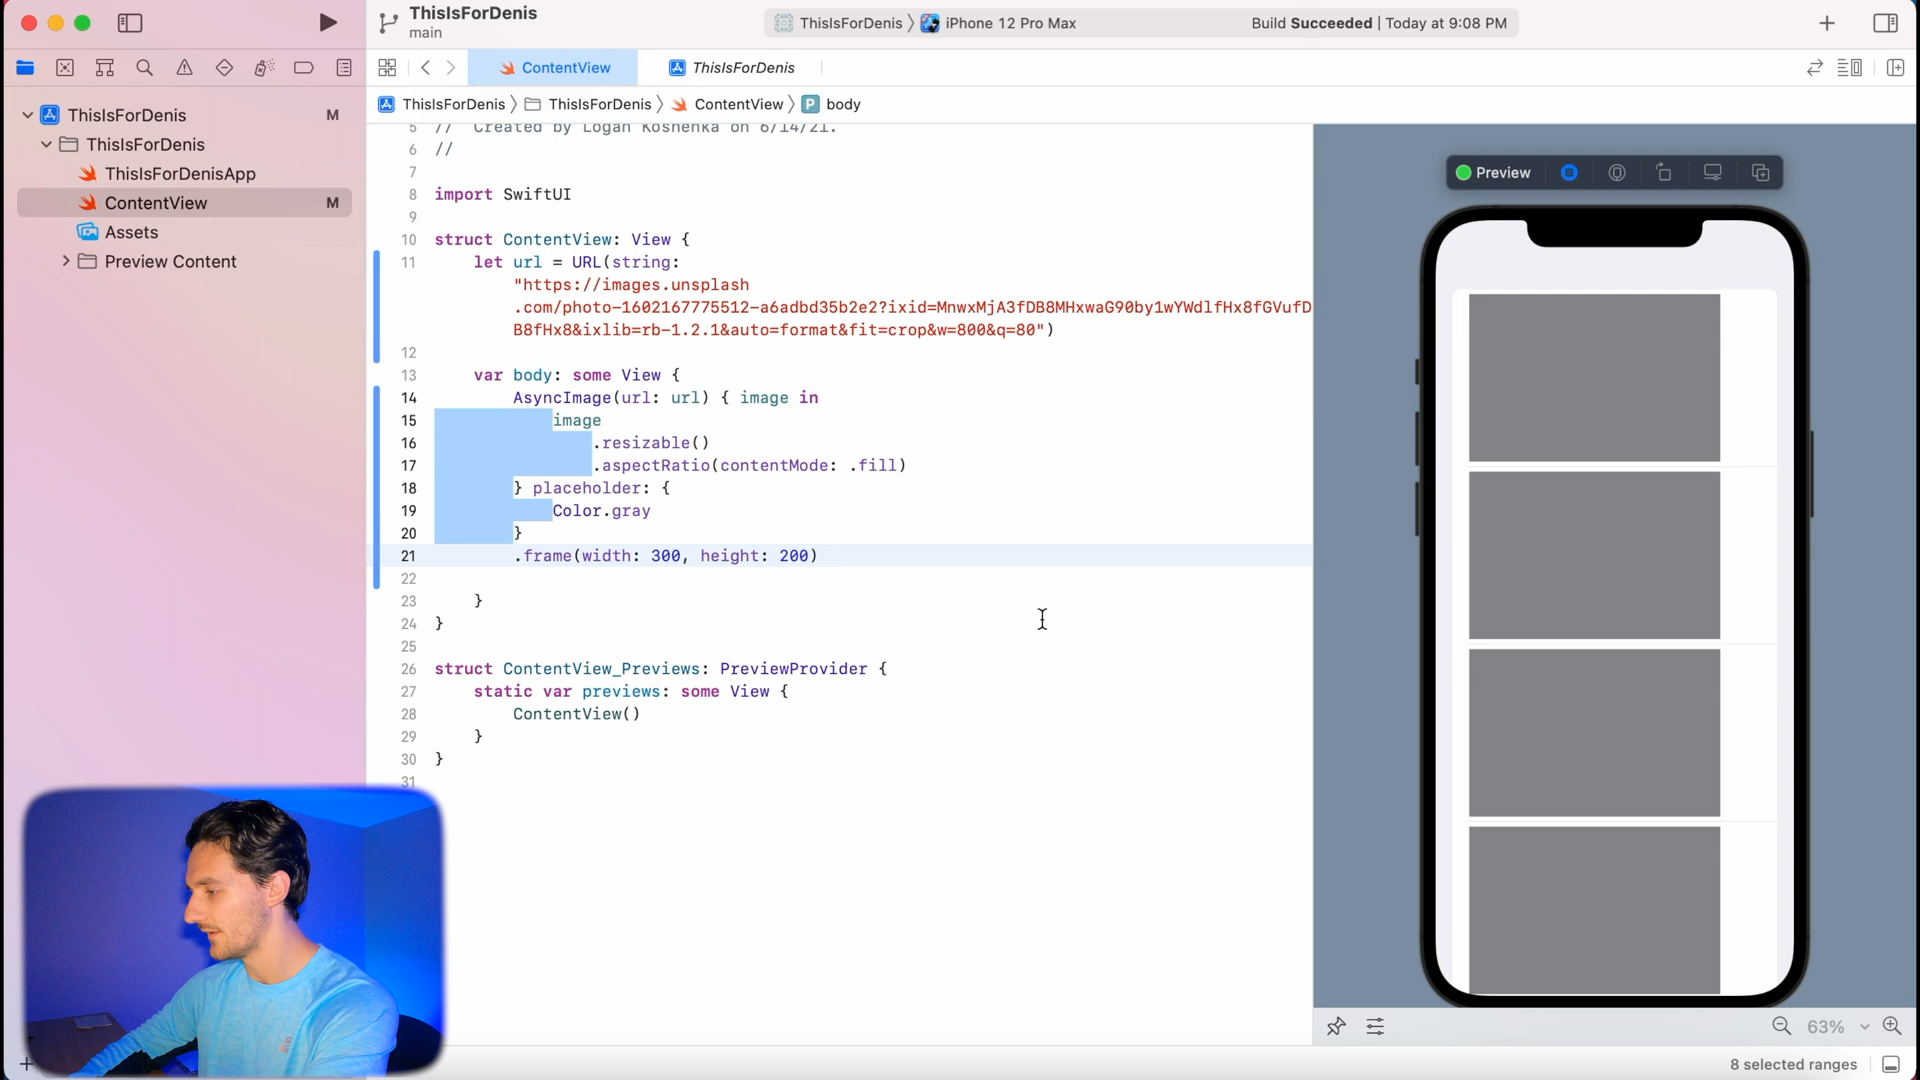 ThisIsForDenis
main
ThisIsForDenis
iPhone 12 Pro Max
Build Succeeded | Today at 9:08 PM
ContentView
ThisIsForDenis
ThisIsForDenis
ThisIsForDenis
ContentView
P body
ThisIsForDenis M
ThisIsForDenis
ThisIsForDenisApp
ContentView M
Assets
Preview Content
5 // Created by Logan Koshenka on 6/14/21.
6 //
7
8 import SwiftUI
9
10 struct ContentView: View {
11 let url = URL(string:
"https://images.unsplash
.com/photo-1602167775512-a6adbd35b2e2?ixid=MnwxMjA3fDB8MHxwaG90by1wYWdlfHx8fGVufD
B8fHx8&ixlib=rb-1.2.1&auto=format&fit=crop&w=800&q=80")
12
13 var body: some View {
14 AsyncImage(url: url) { image in
15 image
16 .resizable()
17 .aspectRatio(contentMode: .fill)
18 } placeholder: {
19 Color.gray
20 }
21 .frame(width: 300, height: 200)
22
23 }
24 }
25
26 struct ContentView_Previews: PreviewProvider {
27 static var previews: some View {
28 ContentView()
29 }
30 }
31
Preview
63%
8 selected ranges